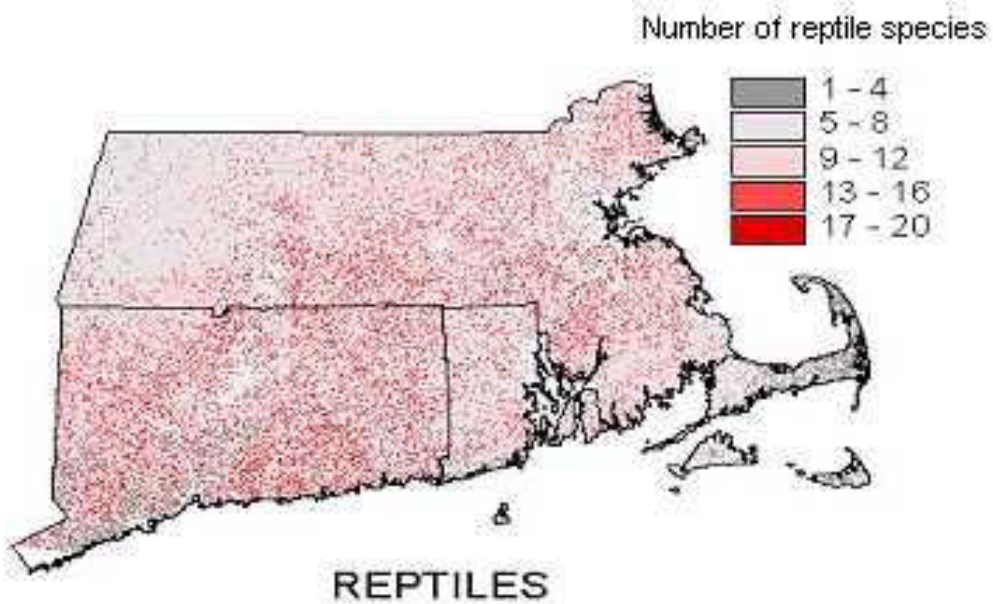 Number of reptile species
1 - 4
5 - 8
9 - 12
13 - 16
17 - 20
REPTILES